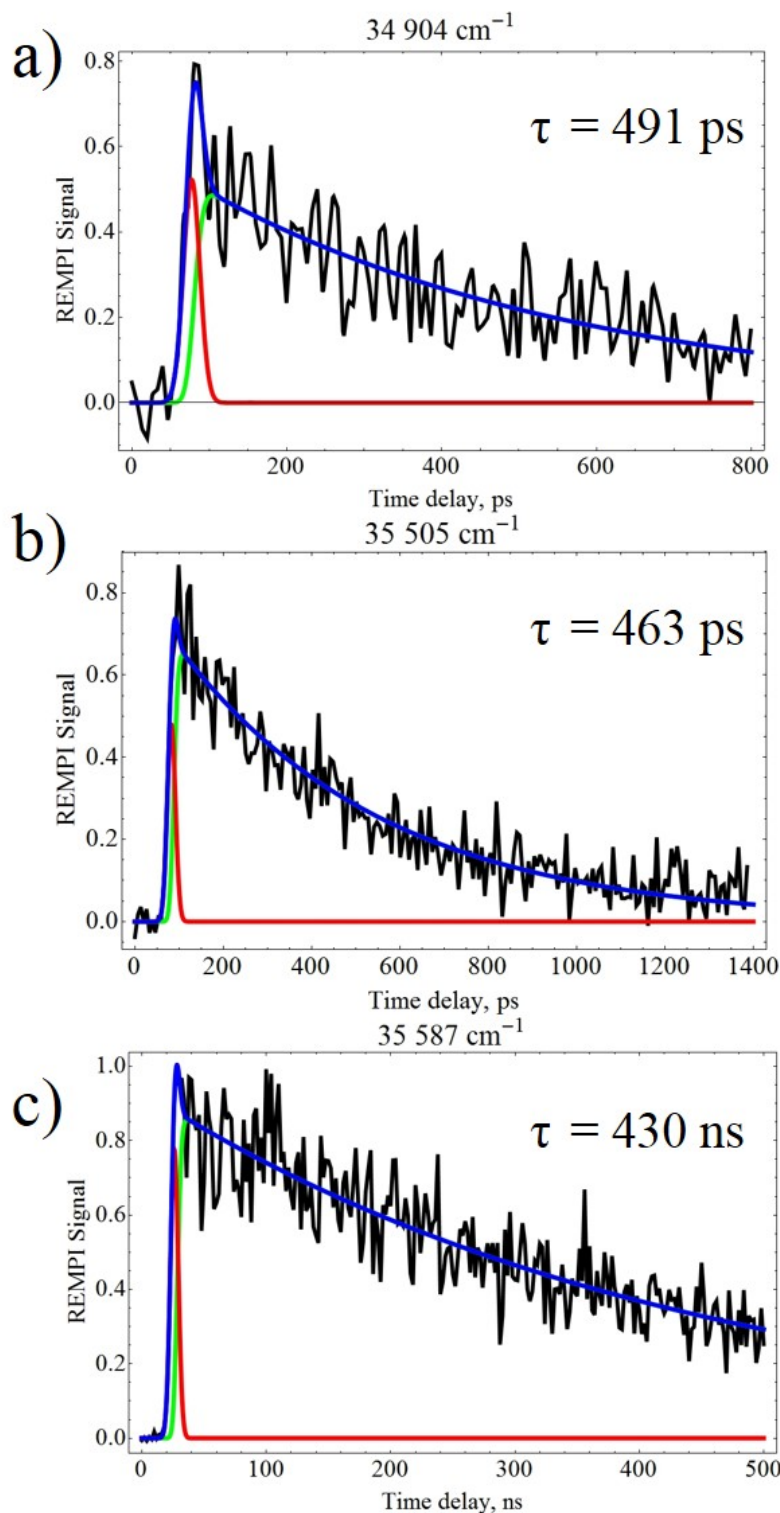 a)
34 904 cm⁻¹
τ = 491 ps
REMPI Signal
0.8
0.6
0.4
0.2
0.0
0 200 400 600 800
Time delay, ps
b)
35 505 cm⁻¹
τ = 463 ps
REMPI Signal
0.8
0.6
0.4
0.2
0.0
0 200 400 600 800 1000 1200 1400
Time delay, ps
c)
35 587 cm⁻¹
τ = 430 ns
REMPI Signal
1.0
0.8
0.6
0.4
0.2
0.0
0 100 200 300 400 500
Time delay, ns